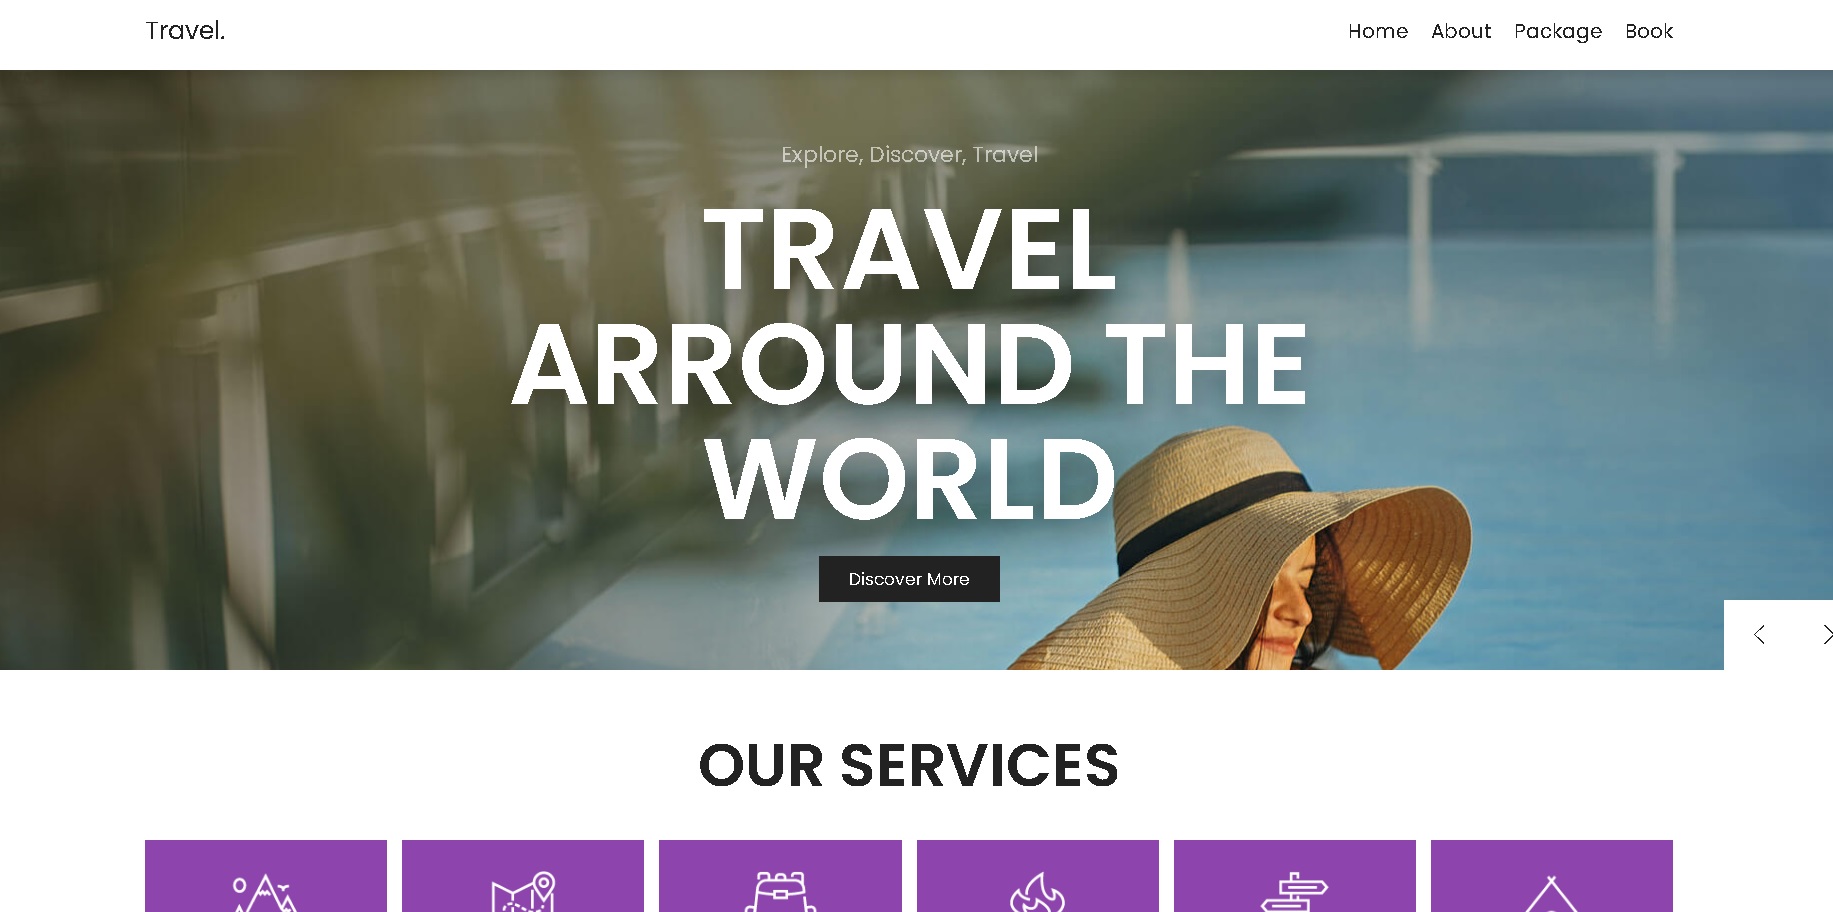 Travel.
Home About Package Book
Explore, Discover, Travel
TRAVEL
ARROUND THE
WORLD
Discover More
OUR SERVICES